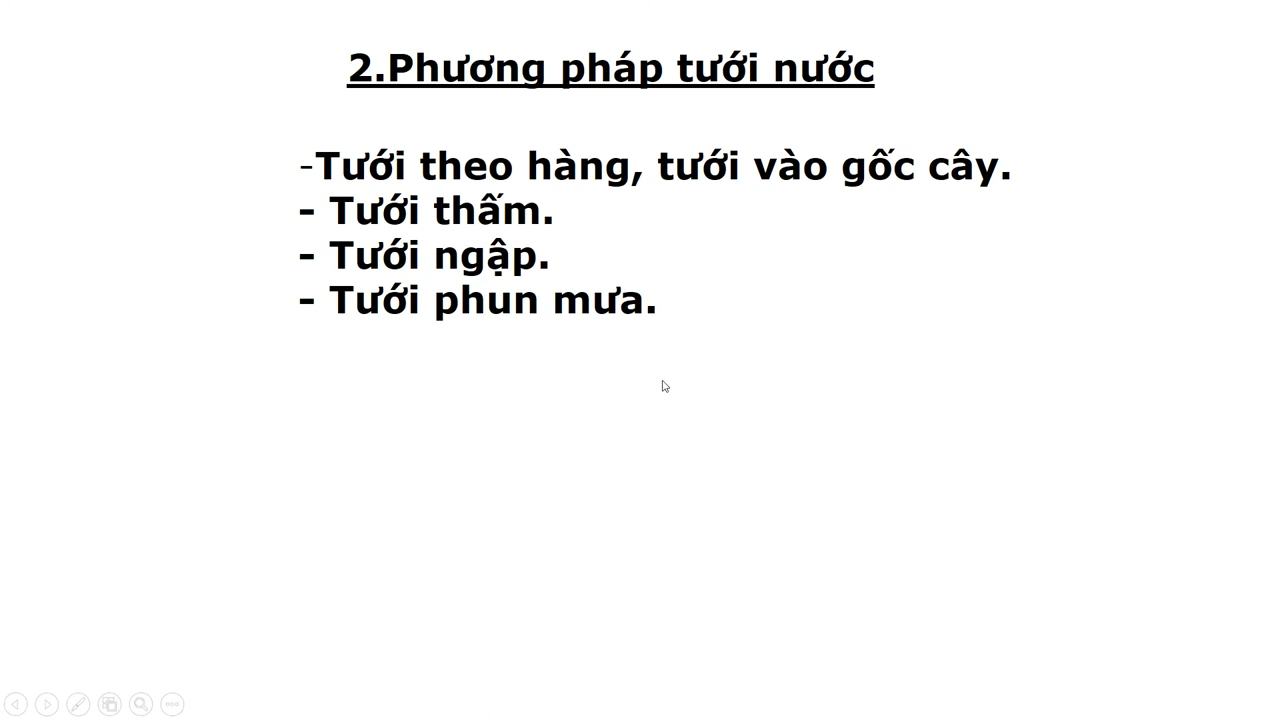 2.Phương pháp tưới nước
-Tưới theo hàng, tưới vào gốc cây.
- Tưới thấm.
- Tưới ngập.
- Tưới phun mưa.